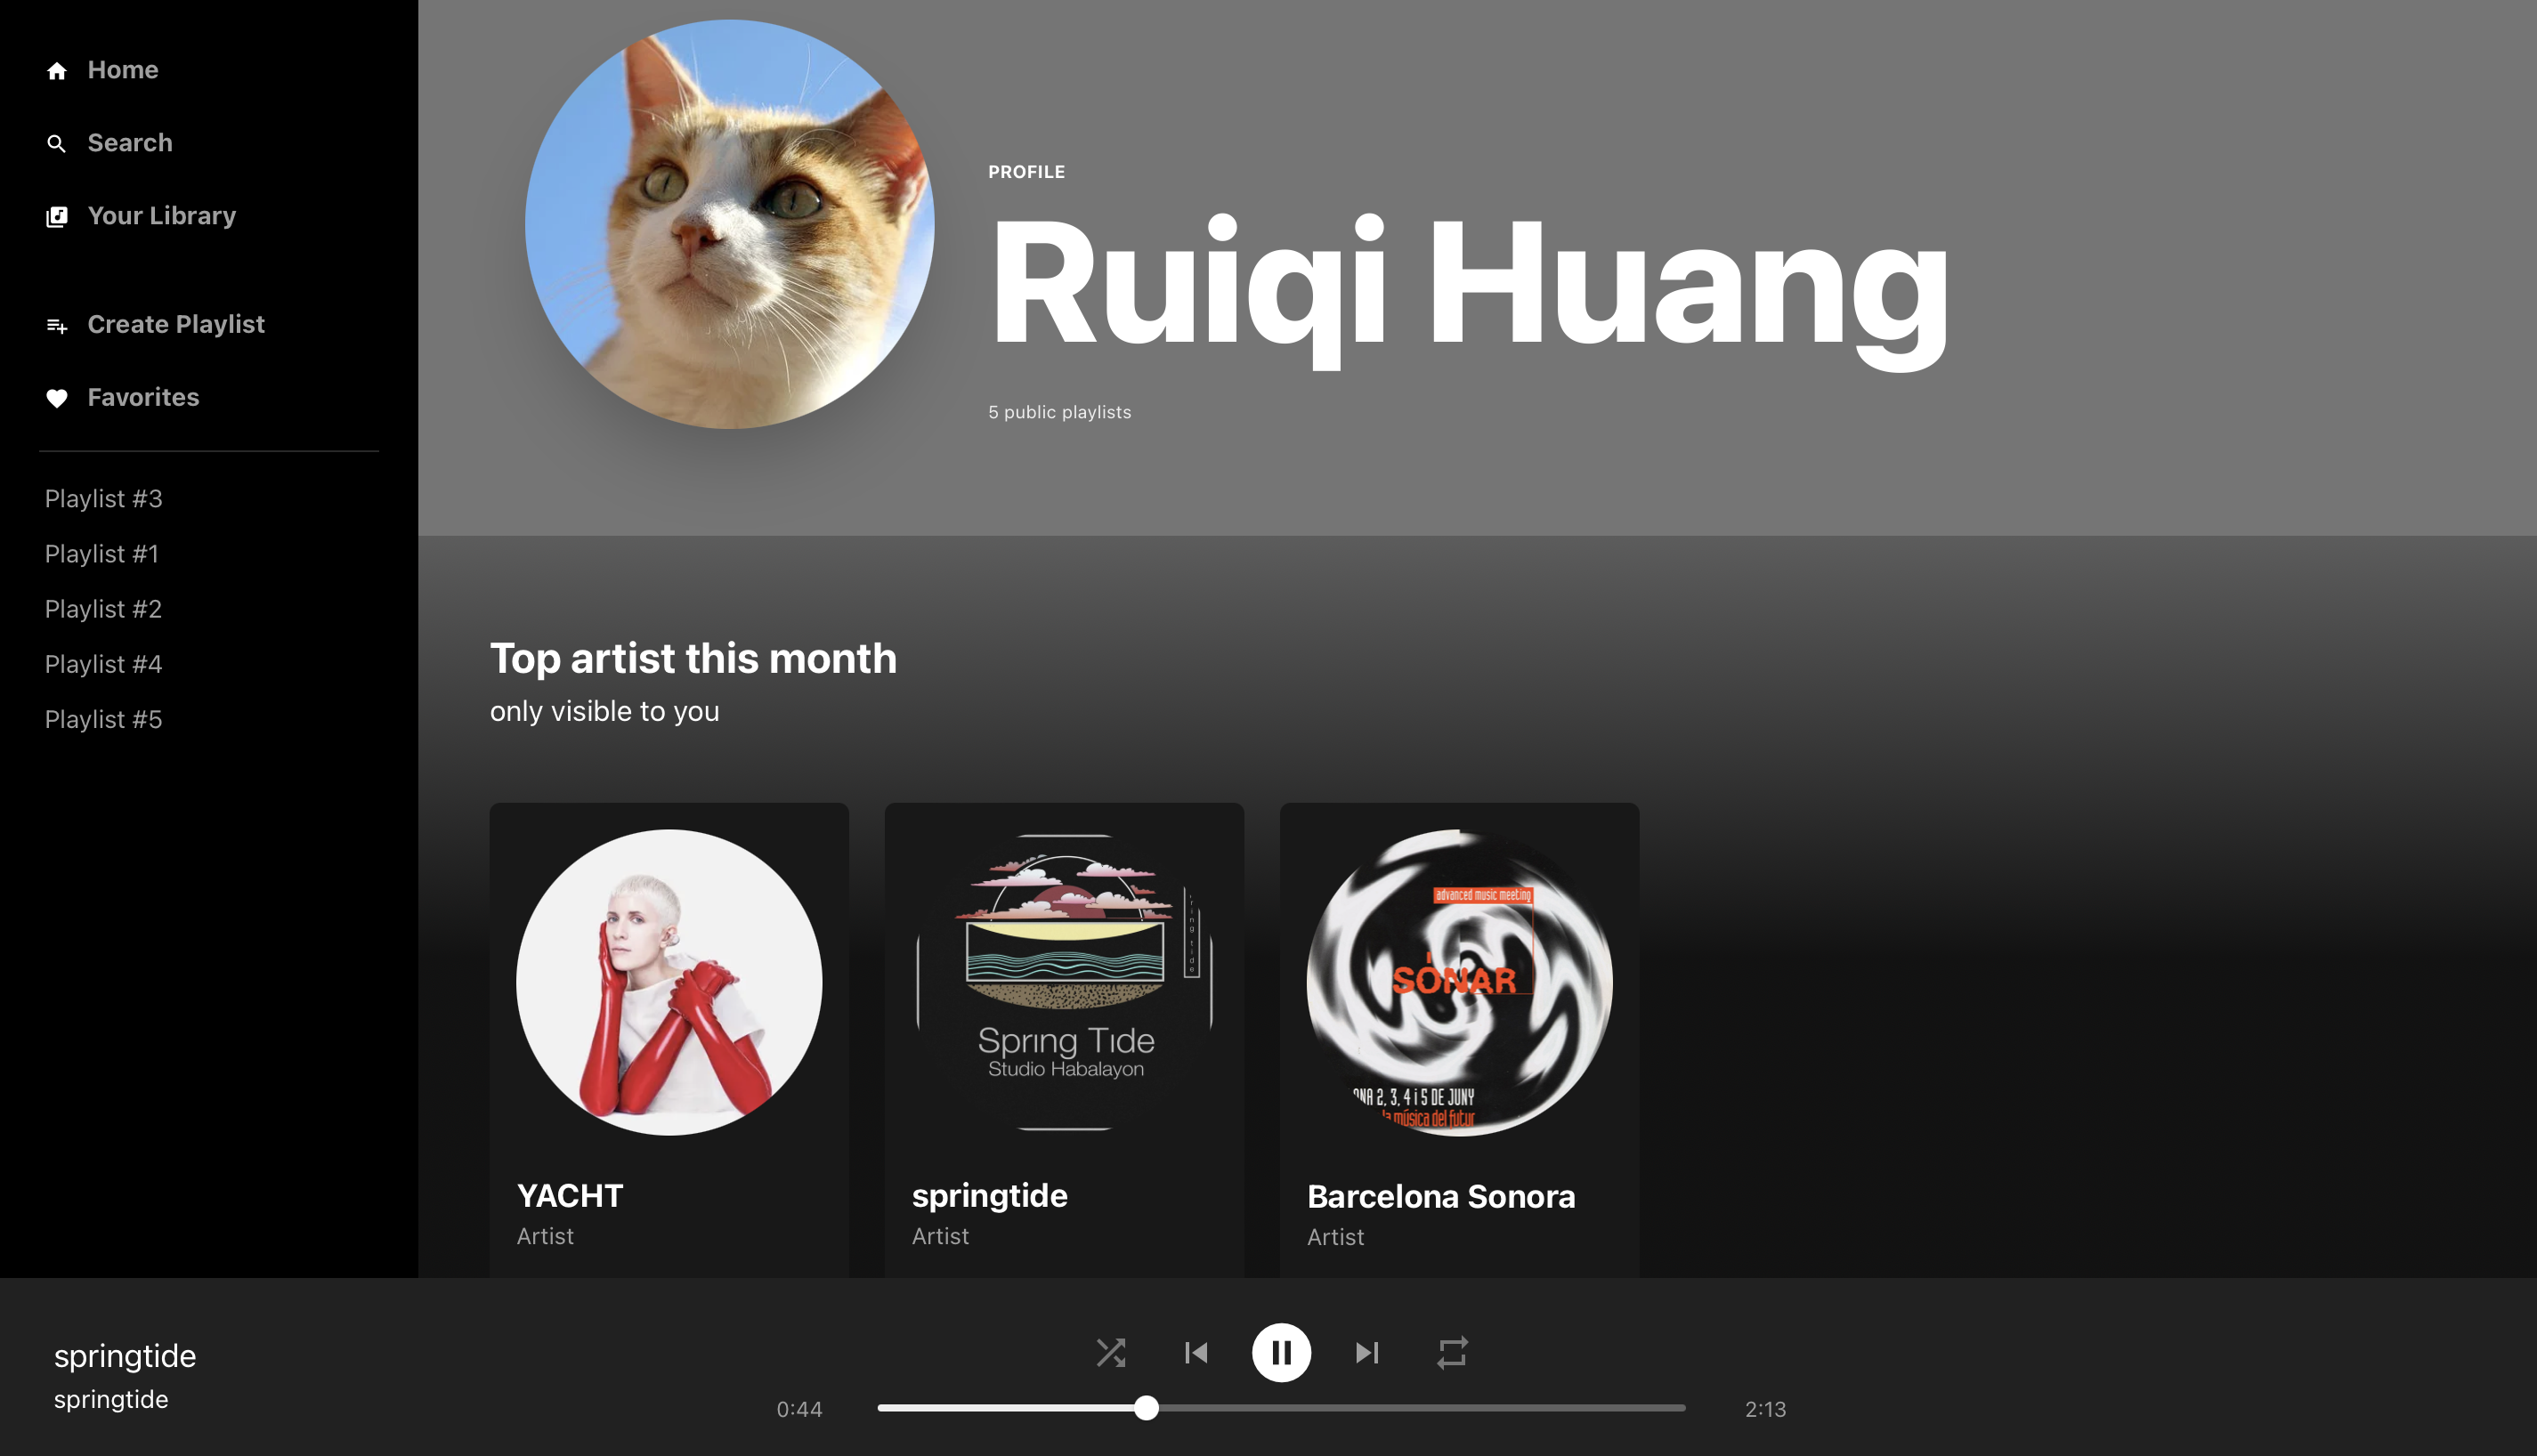 Home
Search
Your Library
Create Playlist
Favorites
Playlist #3
Playlist #1
Playlist #2
Playlist #4
Playlist #5
PROFILE
Ruiqi Huang
5 public playlists
Top artist this month
only visible to you
Spring Tide
Studio Habalayon
ring tide
advanced music meeting
SÓNAR
ONA 2, 3, 4 i 5 DE JUNY
la música del futur
YACHT
Artist
springtide
Artist
Barcelona Sonora
Artist
springtide
springtide
0:44
2:13